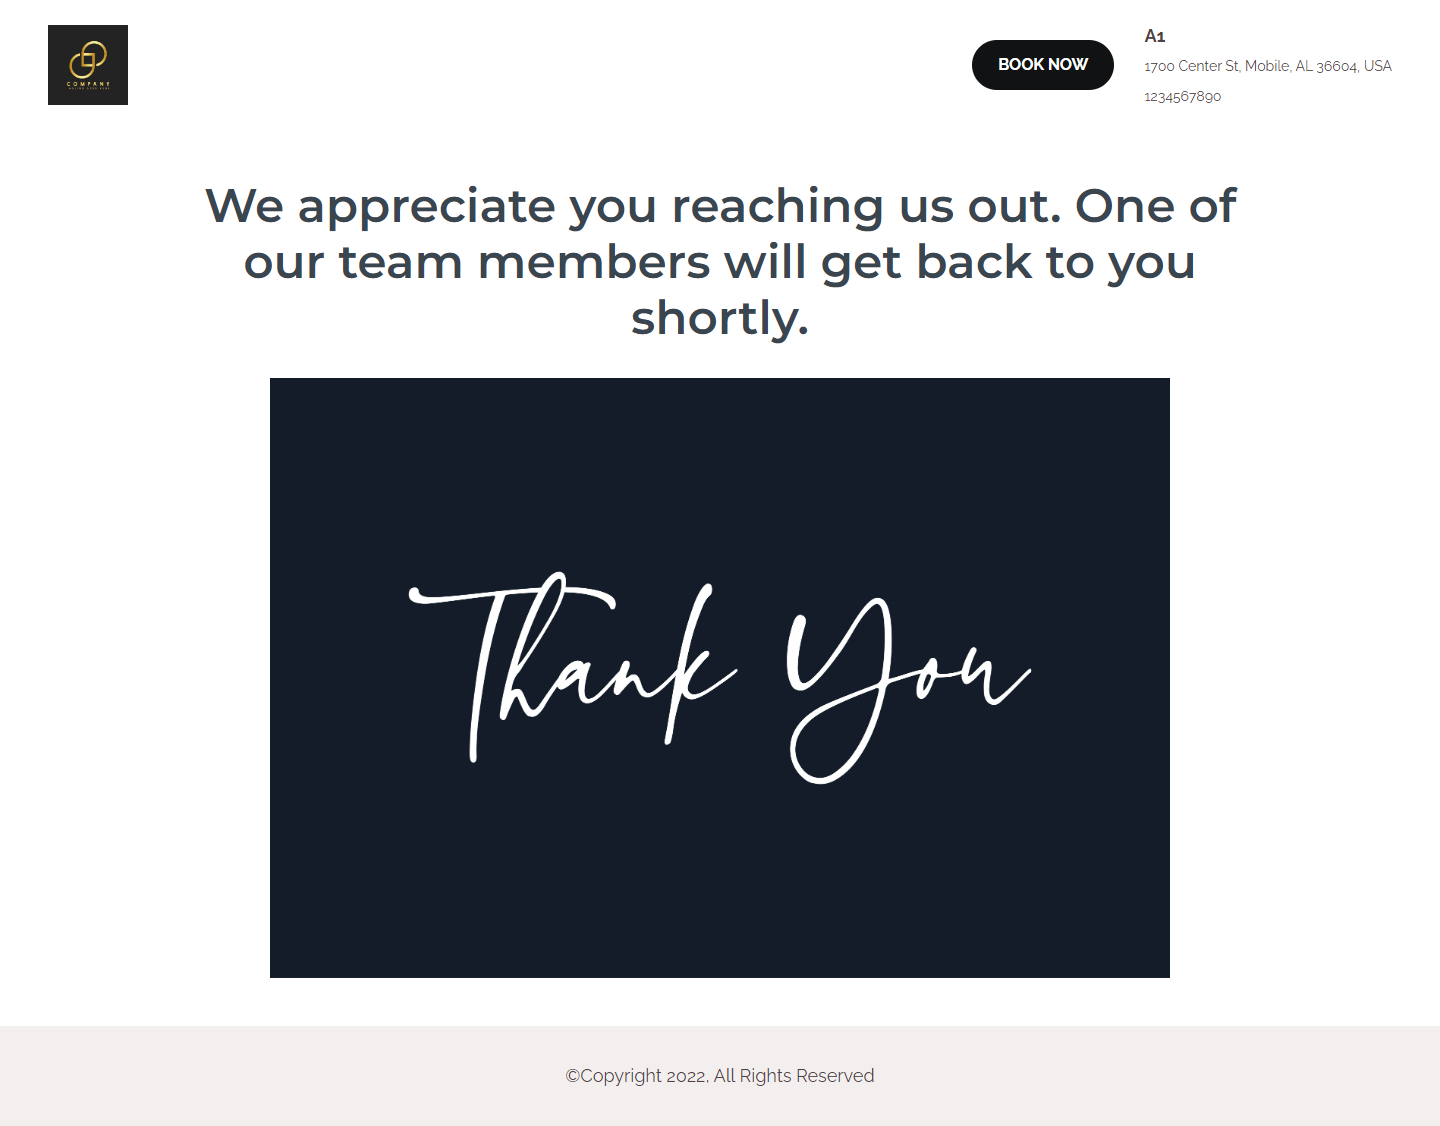 COMPANY
BOOK NOW
A1
1700 Center St, Mobile, AL 36604, USA
1234567890
We appreciate you reaching us out. One of
our team members will get back to you
shortly.
Thank You
©Copyright 2022, All Rights Reserved